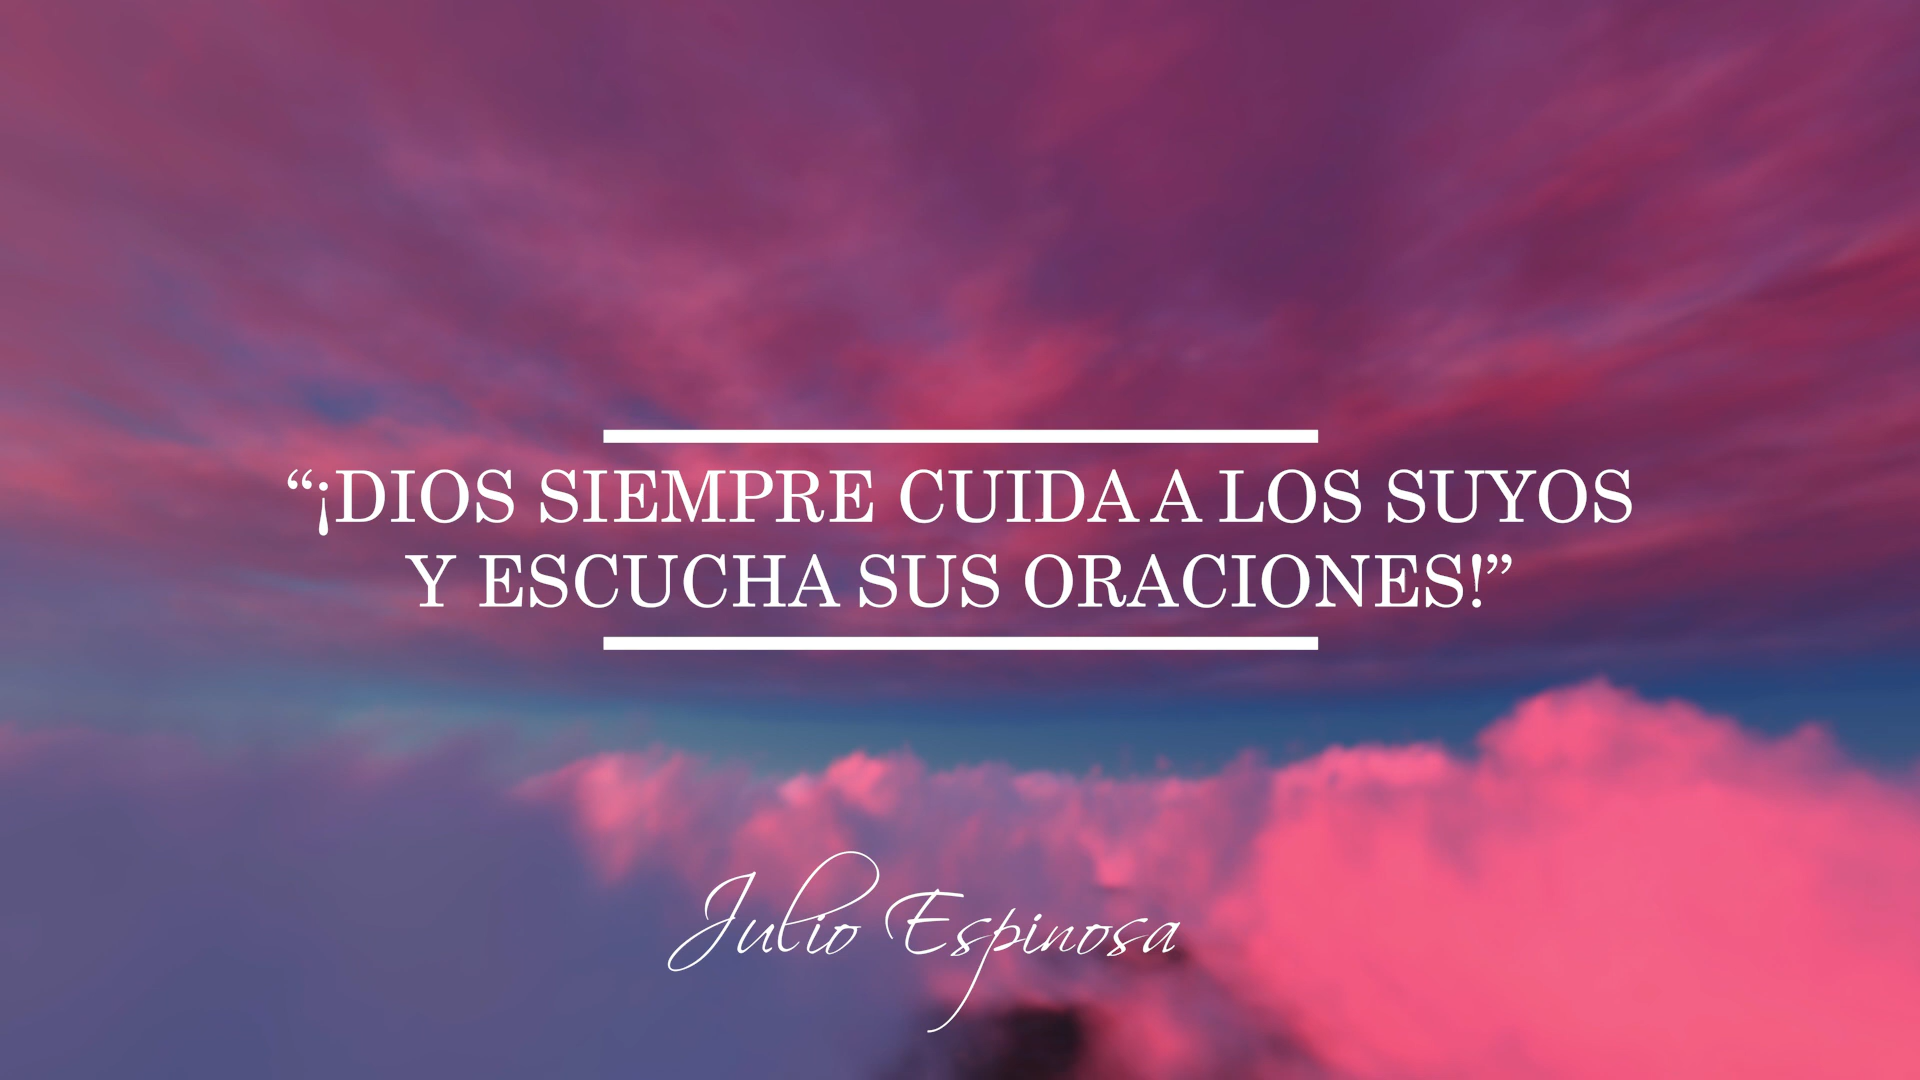 “¡DIOS SIEMPRE CUIDA A LOS SUYOS
Y ESCUCHA SUS ORACIONES!”
Julio Espinosa